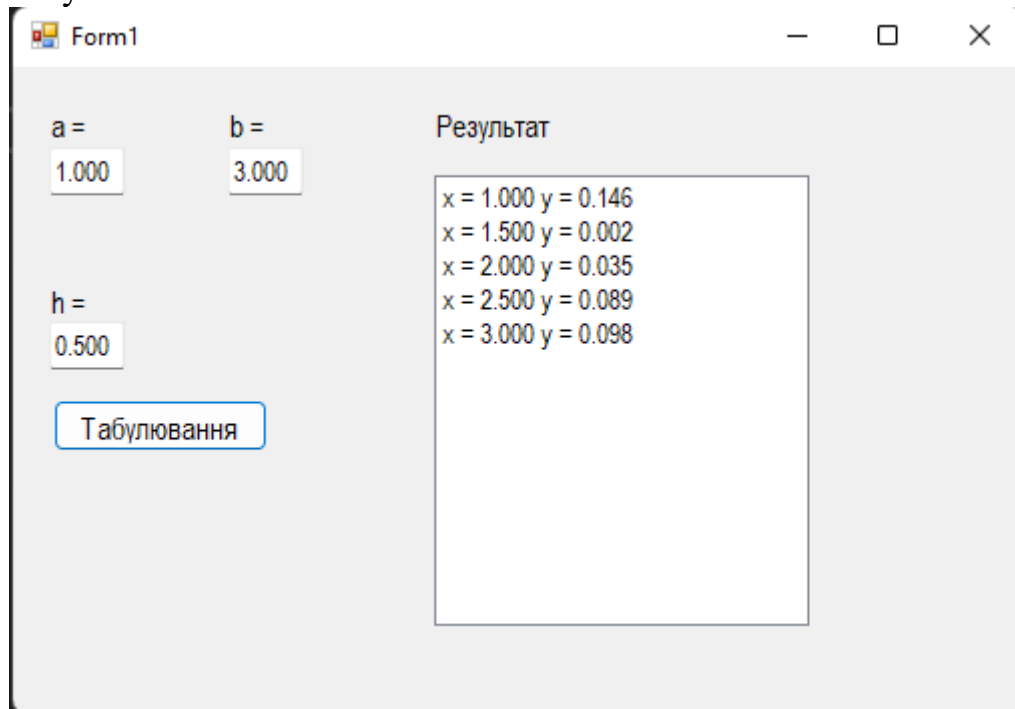 Form1
a = b = Результат
1.000 3.000
x = 1.000 y = 0.146
x = 1.500 y = 0.002
x = 2.000 y = 0.035
x = 2.500 y = 0.089
x = 3.000 y = 0.098
h =
0.500
Табулювання